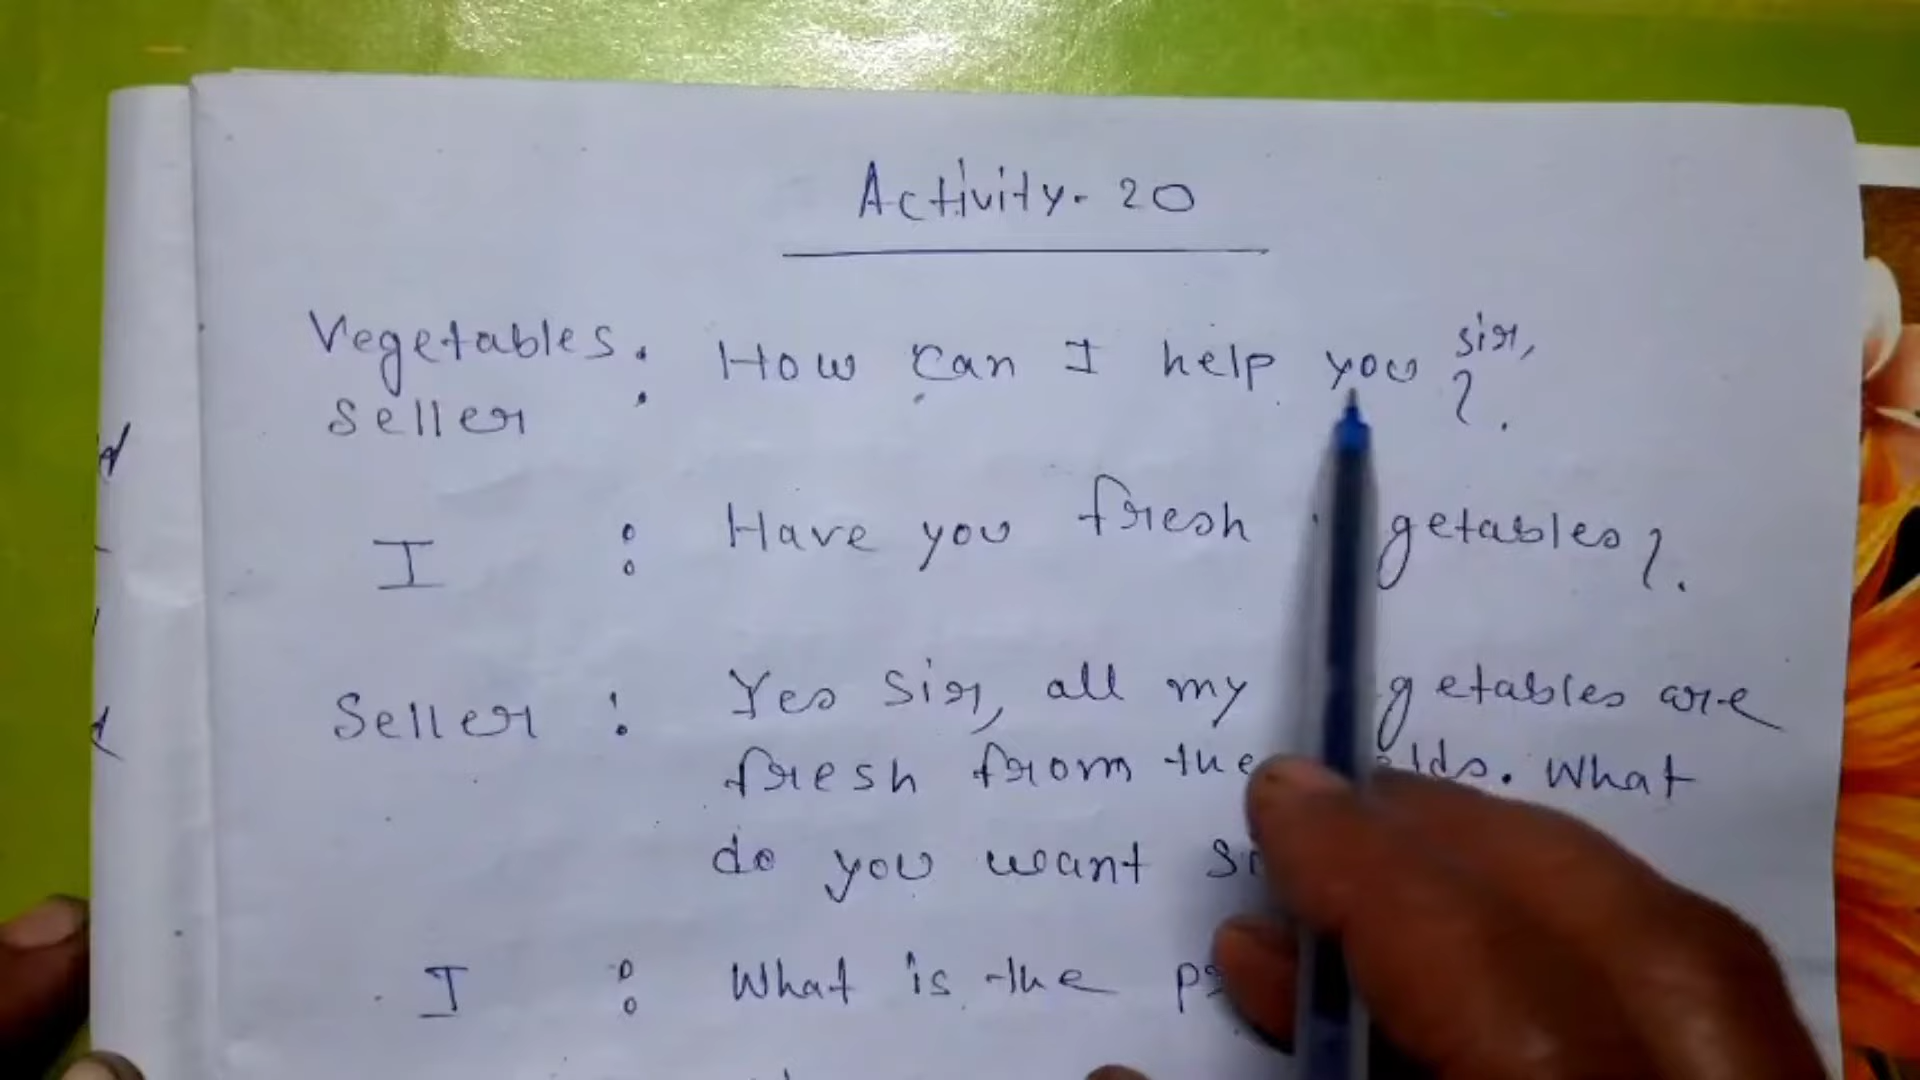 Activity - 20
Vegetables seller : How can I help you sir, ?.
I : Have you fresh getables ?.
Seller : Yes Sir, all my getables are
fresh from the elds. What
do you want
I : What is the